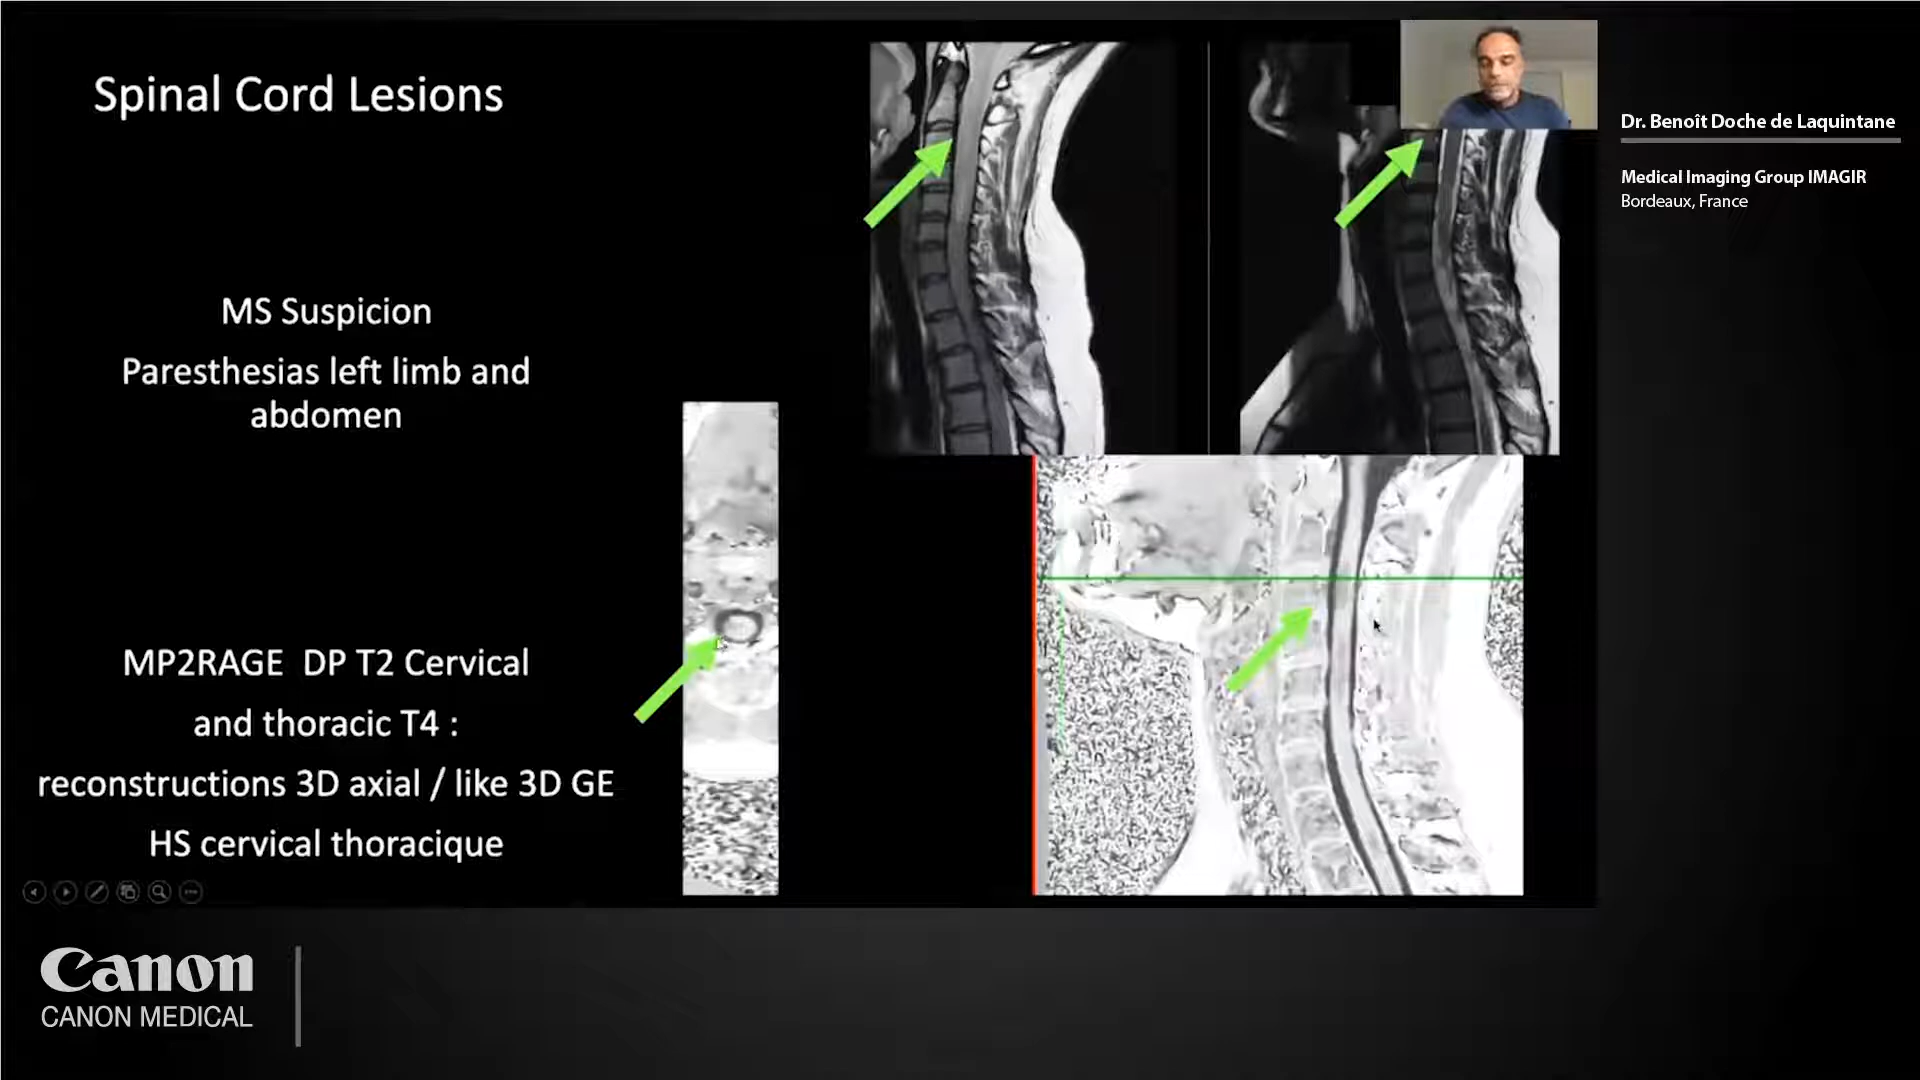 Spinal Cord Lesions
MS Suspicion
Paresthesias left limb and
abdomen
MP2RAGE DP T2 Cervical
and thoracic T4 :
reconstructions 3D axial / like 3D GE
HS cervical thoracique
Dr. Benoît Doche de Laquintane
Medical Imaging Group IMAGIR
Bordeaux, France
Canon
CANON MEDICAL